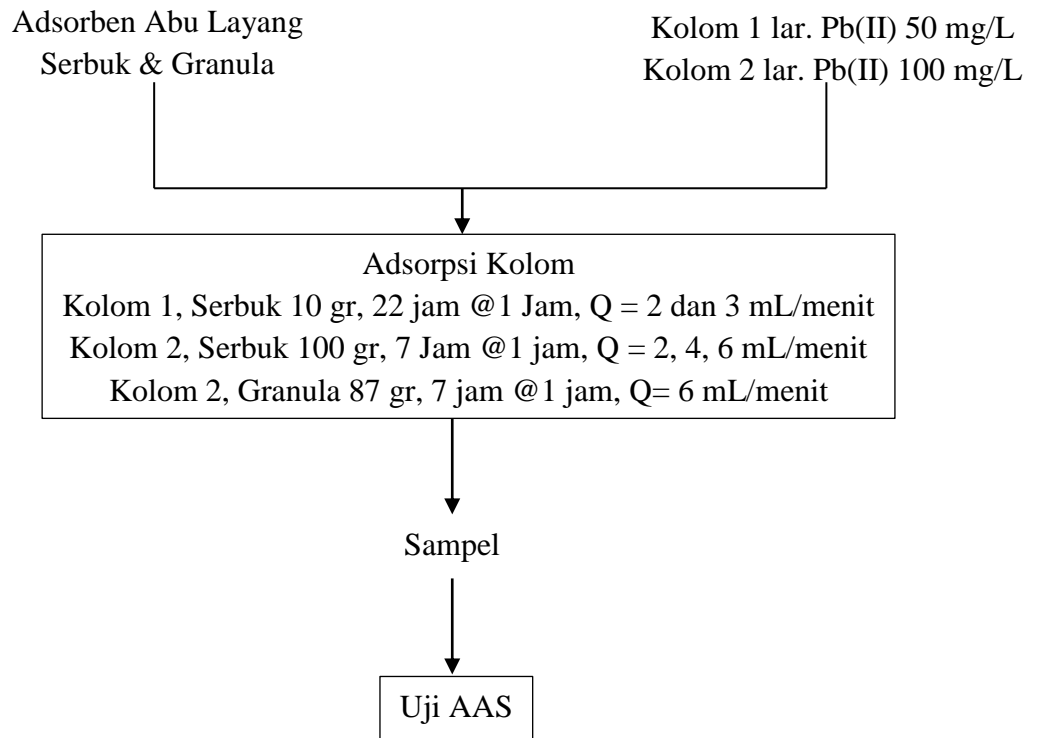 Adsorben Abu Layang
Serbuk & Granula
Kolom 1 lar. Pb(II) 50 mg/L
Kolom 2 lar. Pb(II) 100 mg/L
Adsorpsi Kolom
Kolom 1, Serbuk 10 gr, 22 jam @1 Jam, Q = 2 dan 3 mL/menit
Kolom 2, Serbuk 100 gr, 7 Jam @1 jam, Q = 2, 4, 6 mL/menit
Kolom 2, Granula 87 gr, 7 jam @1 jam, Q= 6 mL/menit
Sampel
Uji AAS